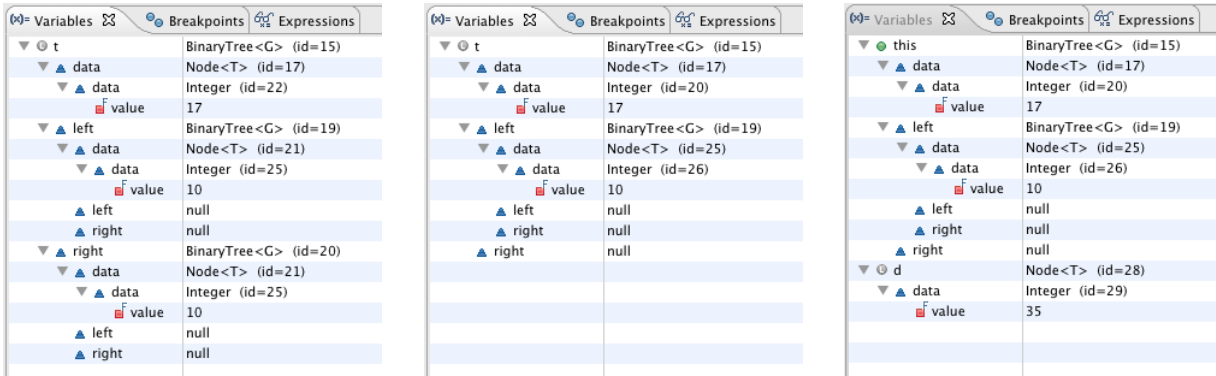 (x)= Variables Breakpoints Expressions
t BinaryTree<G> (id=15)
data Node<T> (id=17)
data Integer (id=22)
F value 17
left BinaryTree<G> (id=19)
data Node<T> (id=21)
data Integer (id=25)
F value 10
left null
right null
right BinaryTree<G> (id=20)
data Node<T> (id=21)
data Integer (id=25)
F value 10
left null
right null
(x)= Variables Breakpoints Expressions
t BinaryTree<G> (id=15)
data Node<T> (id=17)
data Integer (id=20)
F value 17
left BinaryTree<G> (id=19)
data Node<T> (id=25)
data Integer (id=26)
F value 10
left null
right null
right null
(x)= Variables Breakpoints Expressions
this BinaryTree<G> (id=15)
data Node<T> (id=17)
data Integer (id=20)
F value 17
left BinaryTree<G> (id=19)
data Node<T> (id=25)
data Integer (id=26)
F value 10
left null
right null
right null
d Node<T> (id=28)
data Integer (id=29)
F value 35